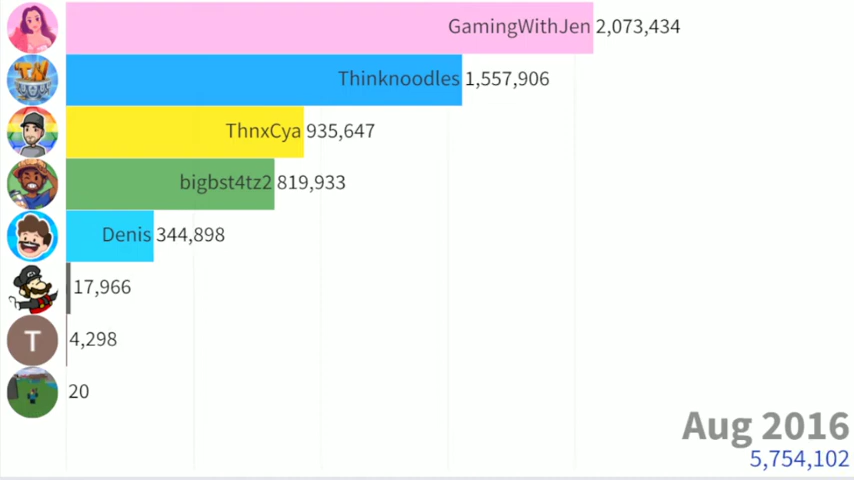 GamingWithJen 2,073,434
Thinknoodles 1,557,906
ThnxCya 935,647
bigbst4tz2 819,933
Denis 344,898
17,966
T 4,298
20
Aug 2016
5,754,102